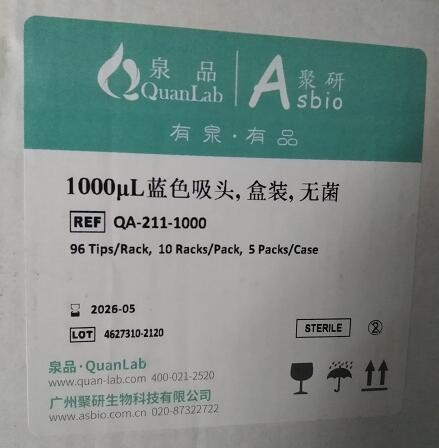 泉品
QuanLab
Asbio 聚研
有泉·有品
1000μL蓝色吸头, 盒装, 无菌
REF QA-211-1000
96 Tips/Rack, 10 Racks/Pack, 5 Packs/Case
2026-05
LOT 4627310-2120
STERILE
2
泉品·QuanLab
www.quan-lab.com 400-021-2520
广州聚研生物科技有限公司
www.asbio.com.cn 020-87322722